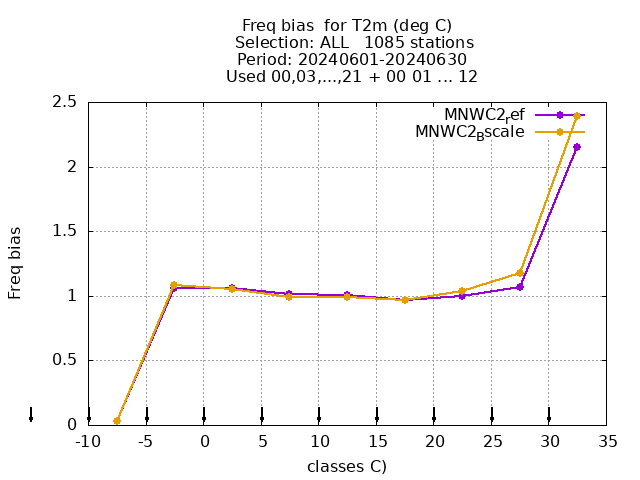 Freq bias  for T2m (deg C)
Selection: ALL   1085 stations
Period: 20240601-20240630
Used 00,03,...,21 + 00 01 ... 12
MNWC2ref
MNWC2Bscale
2.5
2
1.5
1
0.5
0
Freq bias
-10 -5 0 5 10 15 20 25 30 35
classes C)